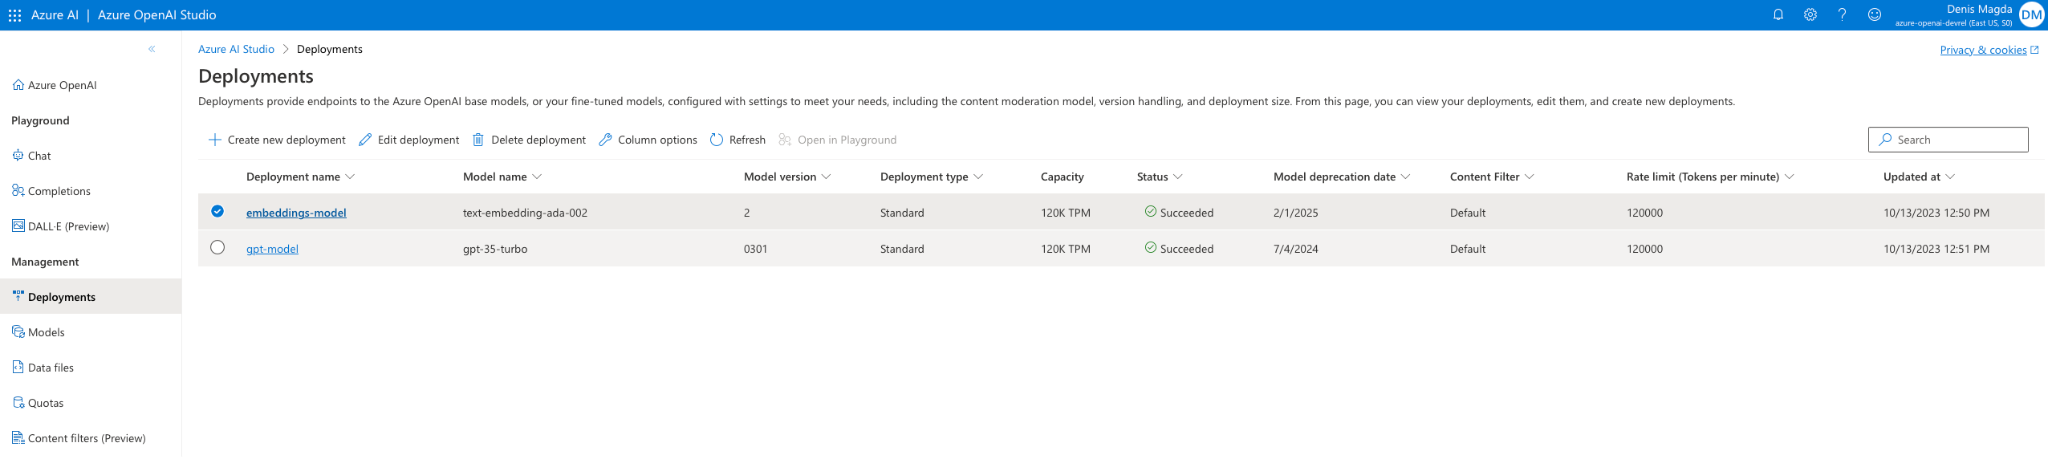 Azure AI | Azure OpenAI Studio
Denis Magda
azure-openai-devrel (East US, S0)
DM
Azure AI Studio > Deployments
Privacy & cookies
Azure OpenAI
Playground
Chat
Completions
DALL·E (Preview)
Management
Deployments
Models
Data files
Quotas
Content filters (Preview)
Deployments
Deployments provide endpoints to the Azure OpenAI base models, or your fine-tuned models, configured with settings to meet your needs, including the content moderation model, version handling, and deployment size. From this page, you can view your deployments, edit them, and create new deployments.
Create new deployment Edit deployment Delete deployment Column options Refresh Open in Playground Search
Deployment name Model name Model version Deployment type Capacity Status Model deprecation date Content Filter Rate limit (Tokens per minute) Updated at
embeddings-model text-embedding-ada-002 2 Standard 120K TPM Succeeded 2/1/2025 Default 120000 10/13/2023 12:50 PM
gpt-model gpt-35-turbo 0301 Standard 120K TPM Succeeded 7/4/2024 Default 120000 10/13/2023 12:51 PM